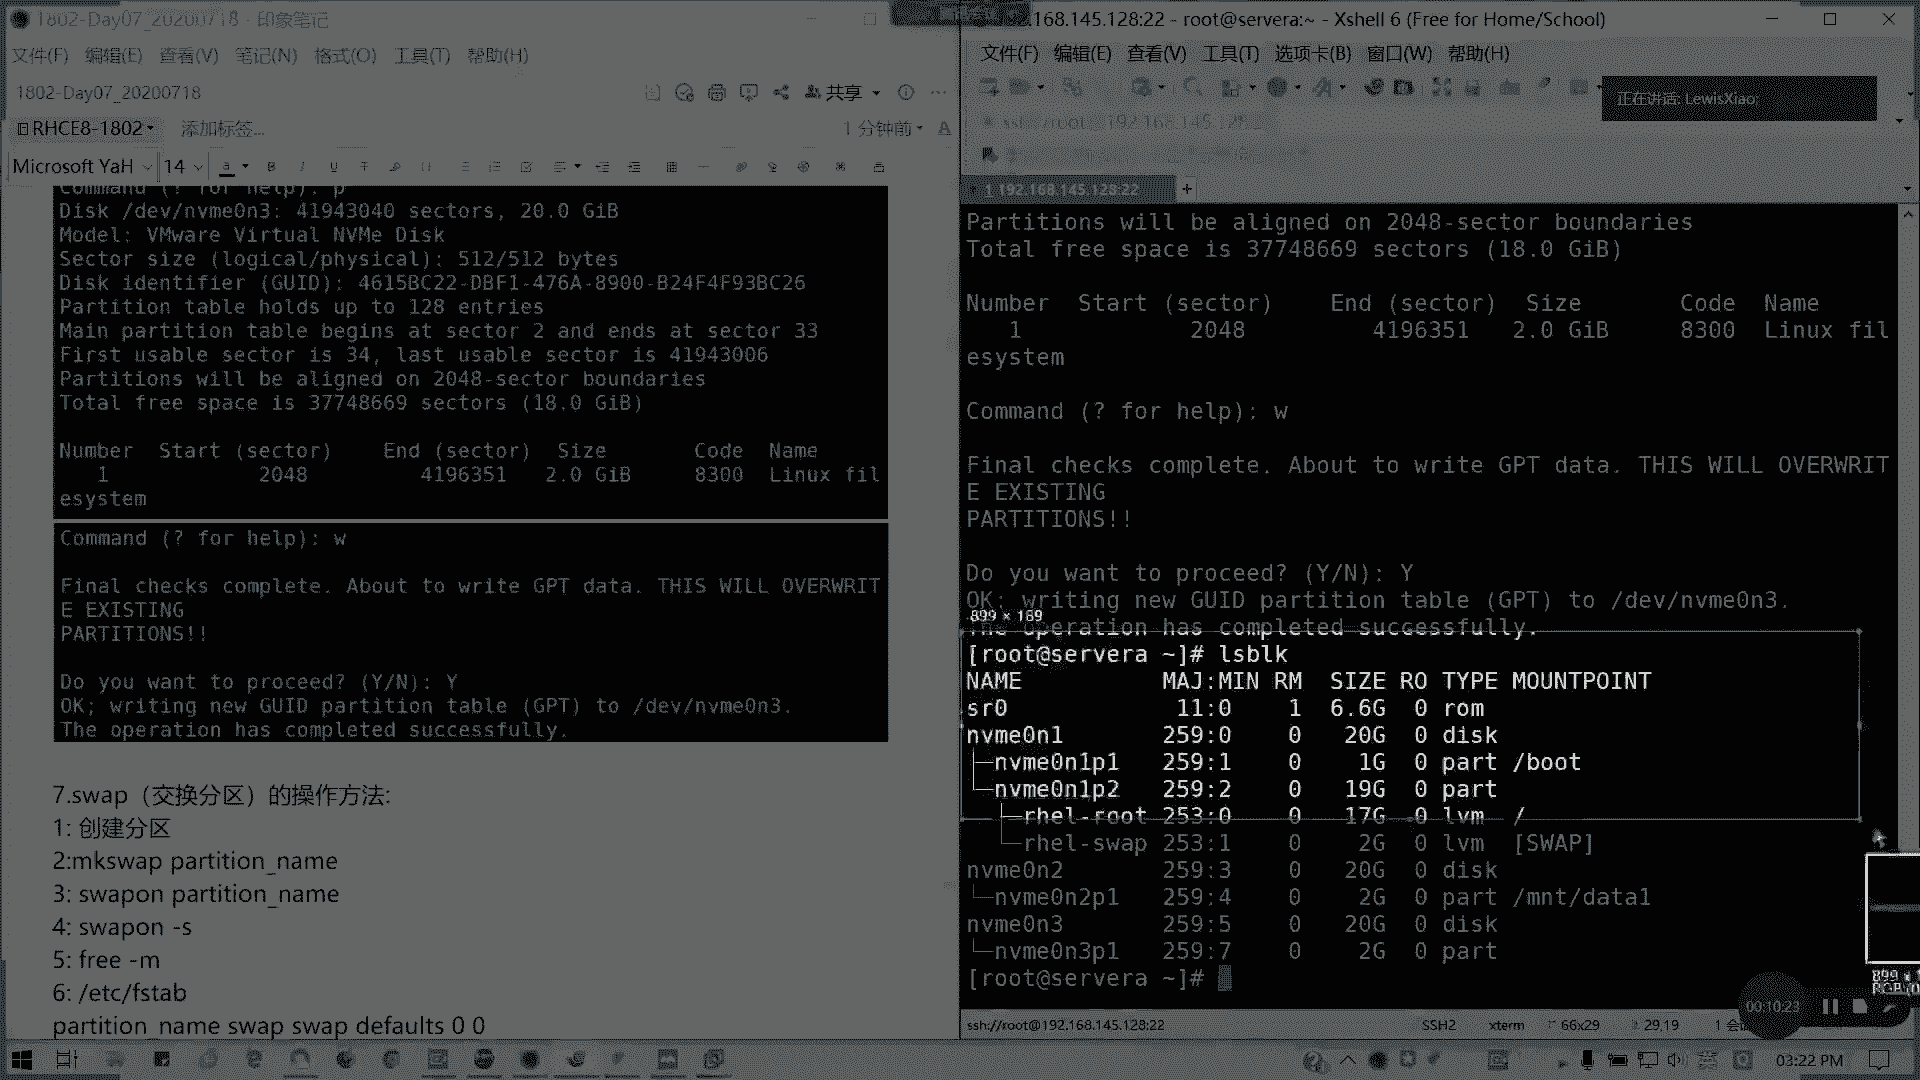 1802-Day07_20200718 - 印象笔记
文件(F) 编辑(E) 查看(V) 笔记(N) 格式(O) 工具(T) 帮助(H)
1802-Day07_20200718
共享
RHCE8-1802
添加标签...
1 分钟前
Microsoft YaH
14
Command (? for help): p
Disk /dev/nvme0n3: 41943040 sectors, 20.0 GiB
Model: VMware Virtual NVMe Disk
Sector size (logical/physical): 512/512 bytes
Disk identifier (GUID): 4615BC22-DBF1-476A-8900-B24F4F93BC26
Partition table holds up to 128 entries
Main partition table begins at sector 2 and ends at sector 33
First usable sector is 34, last usable sector is 41943006
Partitions will be aligned on 2048-sector boundaries
Total free space is 37748669 sectors (18.0 GiB)
Number Start (sector) End (sector) Size Code Name
1 2048 4196351 2.0 GiB 8300 Linux fil
esystem
Command (? for help): w
Final checks complete. About to write GPT data. THIS WILL OVERWRIT
E EXISTING
PARTITIONS!!
Do you want to proceed? (Y/N): Y
OK; writing new GUID partition table (GPT) to /dev/nvme0n3.
The operation has completed successfully.
7.swap（交换分区）的操作方法:
1: 创建分区
2:mkswap partition_name
3: swapon partition_name
4: swapon -s
5: free -m
6: /etc/fstab
partition_name swap swap defaults 0 0
.168.145.128:22 - root@servera:~ - Xshell 6 (Free for Home/School)
文件(F) 编辑(E) 查看(V) 工具(T) 选项卡(B) 窗口(W) 帮助(H)
正在讲话: LewisXiao;
1 192.168.145.128:22
Partitions will be aligned on 2048-sector boundaries
Total free space is 37748669 sectors (18.0 GiB)
Number Start (sector) End (sector) Size Code Name
1 2048 4196351 2.0 GiB 8300 Linux fil
esystem
Command (? for help): w
Final checks complete. About to write GPT data. THIS WILL OVERWRIT
E EXISTING
PARTITIONS!!
Do you want to proceed? (Y/N): Y
OK; writing new GUID partition table (GPT) to /dev/nvme0n3.
899 × 189
The operation has completed successfully.
[root@servera ~]# lsblk
NAME MAJ:MIN RM SIZE RO TYPE MOUNTPOINT
sr0 11:0 1 6.6G 0 rom
nvme0n1 259:0 0 20G 0 disk
├─nvme0n1p1 259:1 0 1G 0 part /boot
└─nvme0n1p2 259:2 0 19G 0 part
├─rhel-root 253:0 0 17G 0 lvm /
└─rhel-swap 253:1 0 2G 0 lvm [SWAP]
nvme0n2 259:3 0 20G 0 disk
└─nvme0n2p1 259:4 0 2G 0 part /mnt/data1
nvme0n3 259:5 0 20G 0 disk
└─nvme0n3p1 259:7 0 2G 0 part
[root@servera ~]#
00:10:23
ssh://root@192.168.145.128:22 SSH2 xterm 66x29 29,19
03:22 PM